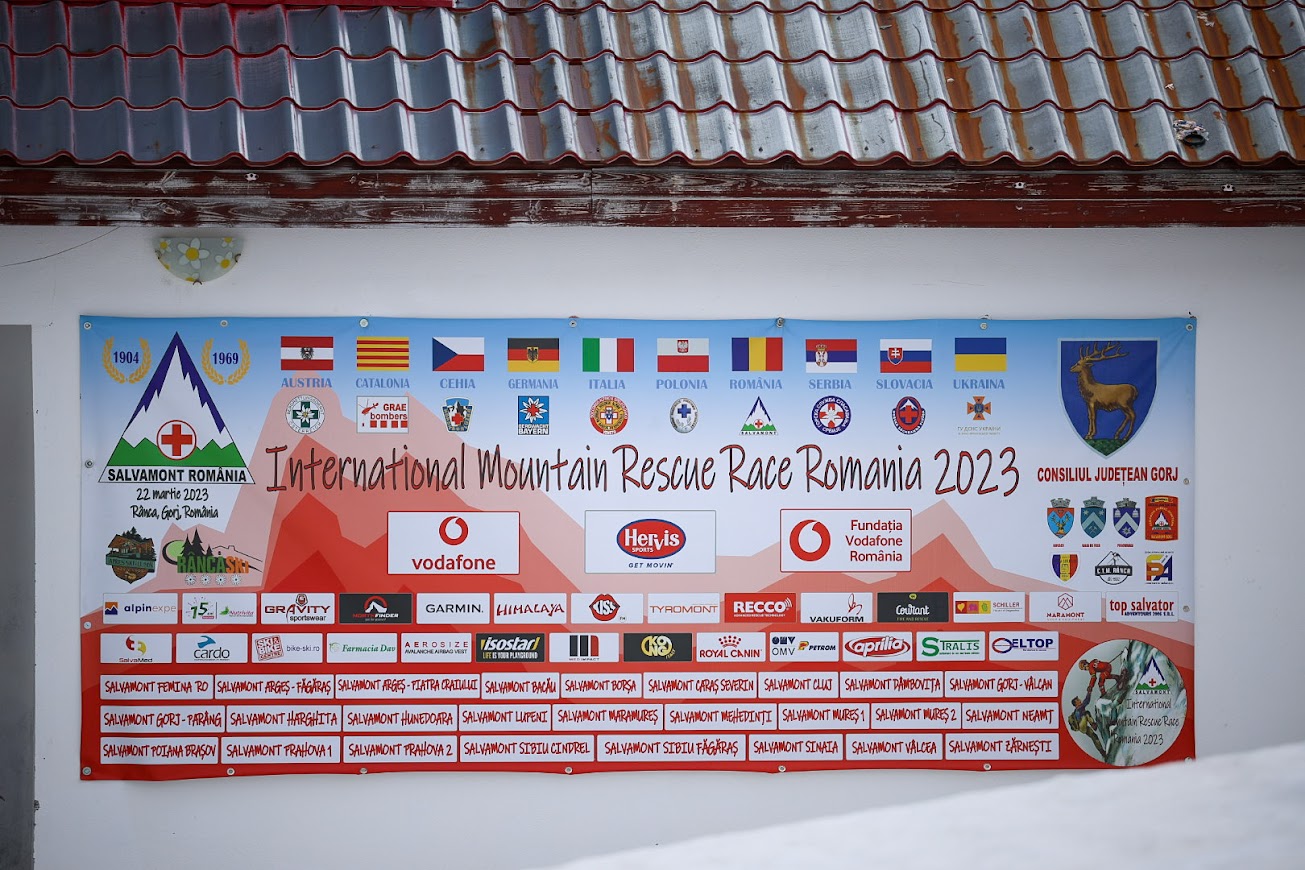 1904 1969
AUSTRIA CATALONIA CEHIA GERMANIA ITALIA POLONIA ROMÂNIA SERBIA SLOVACIA UKRAINA
GRAE
bombers
BERGWACHT
BAYERN
SALVAMONT
SALVAMONT ROMÂNIA
22 martie 2023
Rânca, Gorj, România
International Mountain Rescue Race Romania 2023
CONSILIUL JUDEȚEAN GORJ
vodafone
HERVIS
SPORTS
GET MOVIN'
Fundația
Vodafone
România
RÂNCA SKI
alpinexpe
15
GRAVITY
sportswear
GARMIN.
HIMALAYA
TYROMONT
RECCO
VAKUFORM
Courant
SCHILLER
MARAMONT
top salvator
SalvaMed
cardo
bike-ski.ro
Farmacia Dav
AEROSIZE
AVALANCHE AIRBAG VEST
isostar
LIFE IS YOUR PLAYGROUND
ROYAL CANIN
OMV PETROM
aprilia
STRALIS
ELTOP
SALVAMONT FEMINA RO SALVAMONT ARGEȘ - FĂGĂRAȘ SALVAMONT ARGEȘ - PIATRA CRAIULUI SALVAMONT BACĂU SALVAMONT BORȘA SALVAMONT CARAȘ SEVERIN SALVAMONT CLUJ SALVAMONT DÂMBOVIȚA SALVAMONT GORJ - VÂLCAN
SALVAMONT GORJ - PARÂNG SALVAMONT HARGHITA SALVAMONT HUNEDOARA SALVAMONT LUPENI SALVAMONT MARAMUREȘ SALVAMONT MEHEDINȚI SALVAMONT MUREȘ 1 SALVAMONT MUREȘ 2 SALVAMONT NEAMȚ
SALVAMONT POIANA BRAȘOV SALVAMONT PRAHOVA 1 SALVAMONT PRAHOVA 2 SALVAMONT SIBIU CINDREL SALVAMONT SIBIU FĂGĂRAȘ SALVAMONT SINAIA SALVAMONT VÂLCEA SALVAMONT ZĂRNEȘTI
SALVAMONT
International
Mountain Rescue Race
Romania 2023